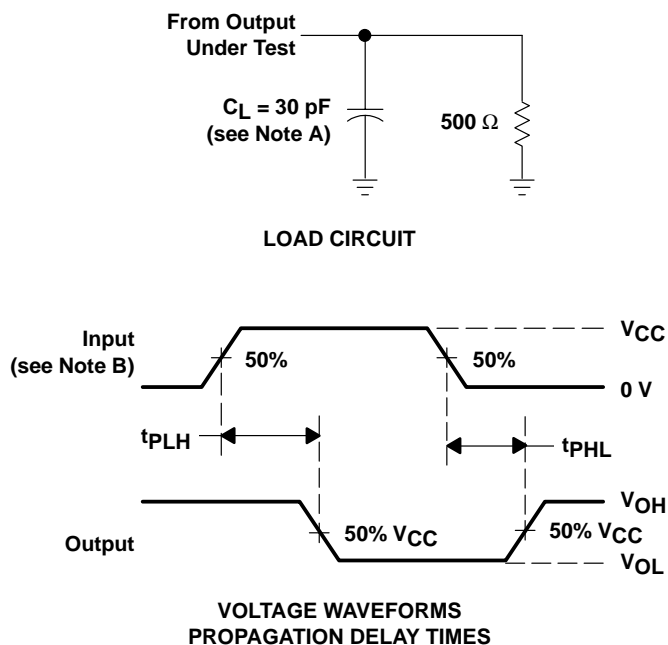 From Output
Under Test
CL = 30 pF
(see Note A)
500 Ω
LOAD CIRCUIT
Input
(see Note B)
50%
50%
VCC
0 V
tPLH
tPHL
Output
50% VCC
50% VCC
VOH
VOL
VOLTAGE WAVEFORMS
PROPAGATION DELAY TIMES